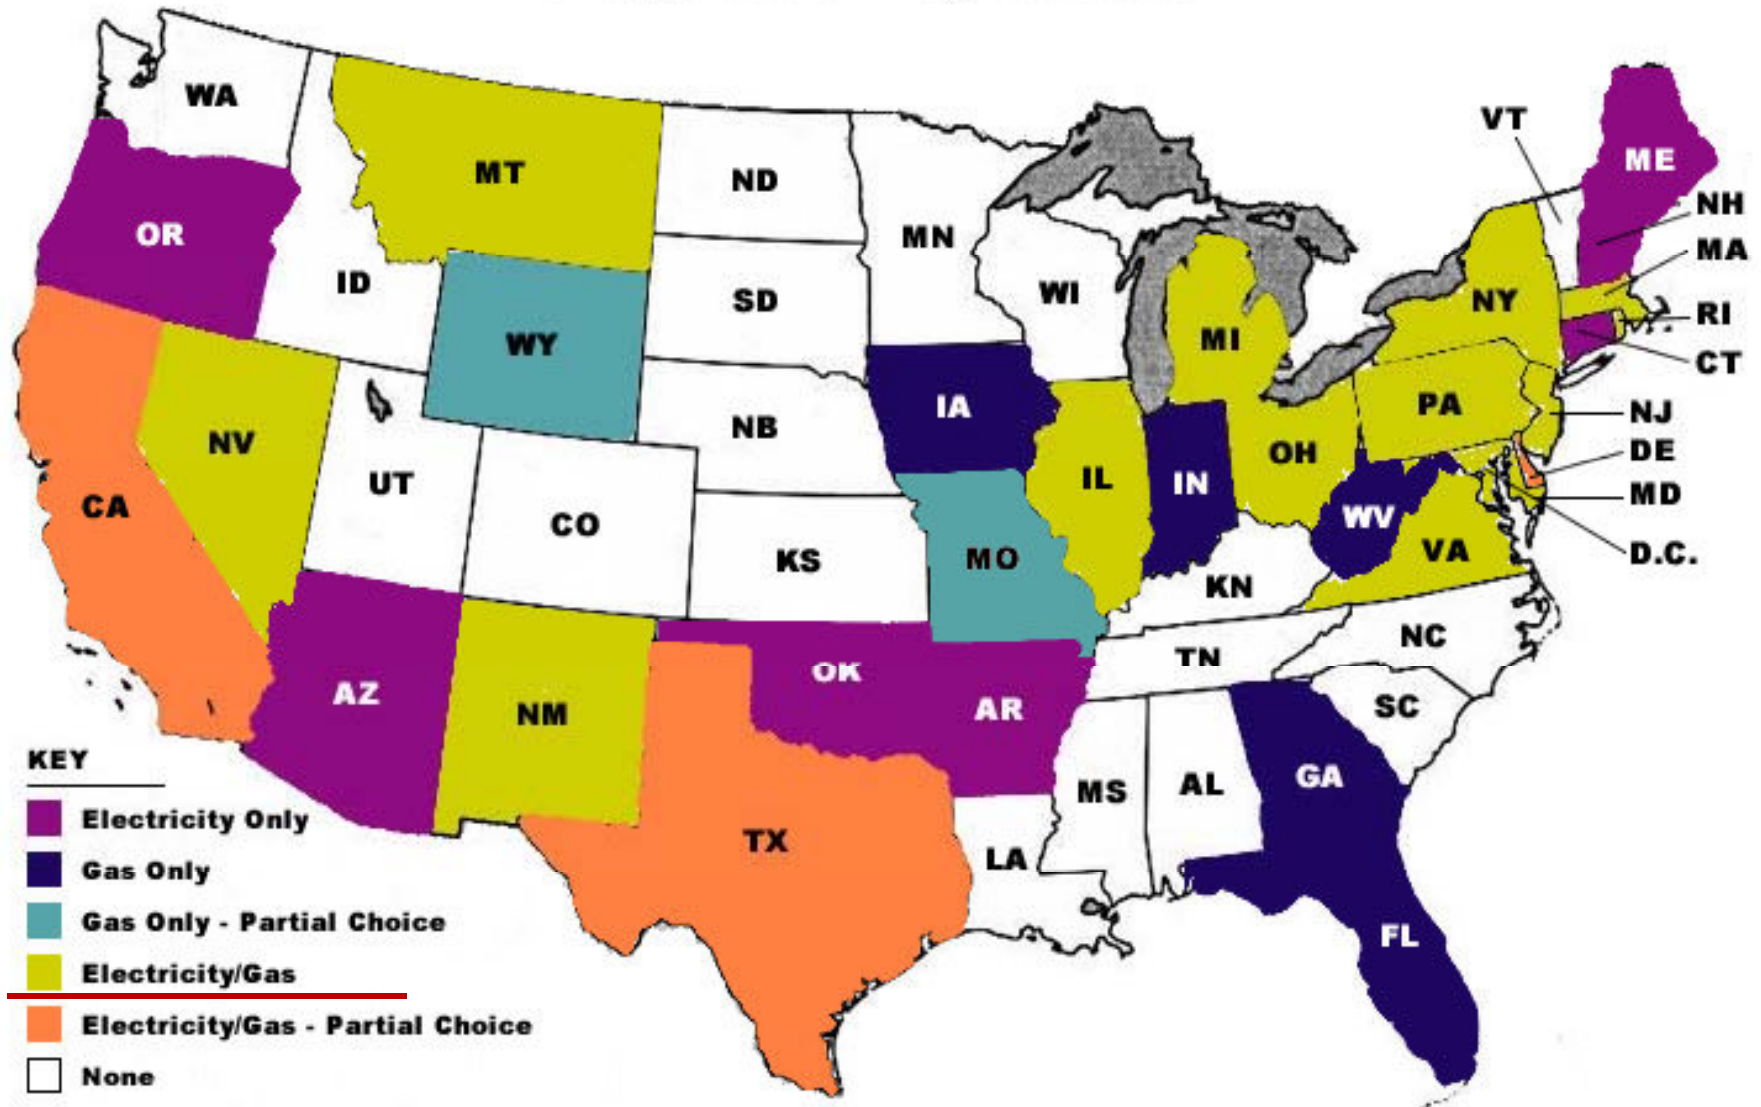 WA
VT
ME
MT
ND
NH
OR
MN
MA
ID
SD
WI
NY
RI
WY
MI
CT
IA
PA
NJ
NV
NB
OH
DE
UT
IL
IN
MD
CA
CO
WV
VA
D.C.
KS
MO
KN
NC
TN
OK
AZ
NM
AR
SC
GA
KEY
MS
AL
Electricity Only
TX
LA
Gas Only
Gas Only - Partial Choice
FL
Electricity/Gas
Electricity/Gas - Partial Choice
None